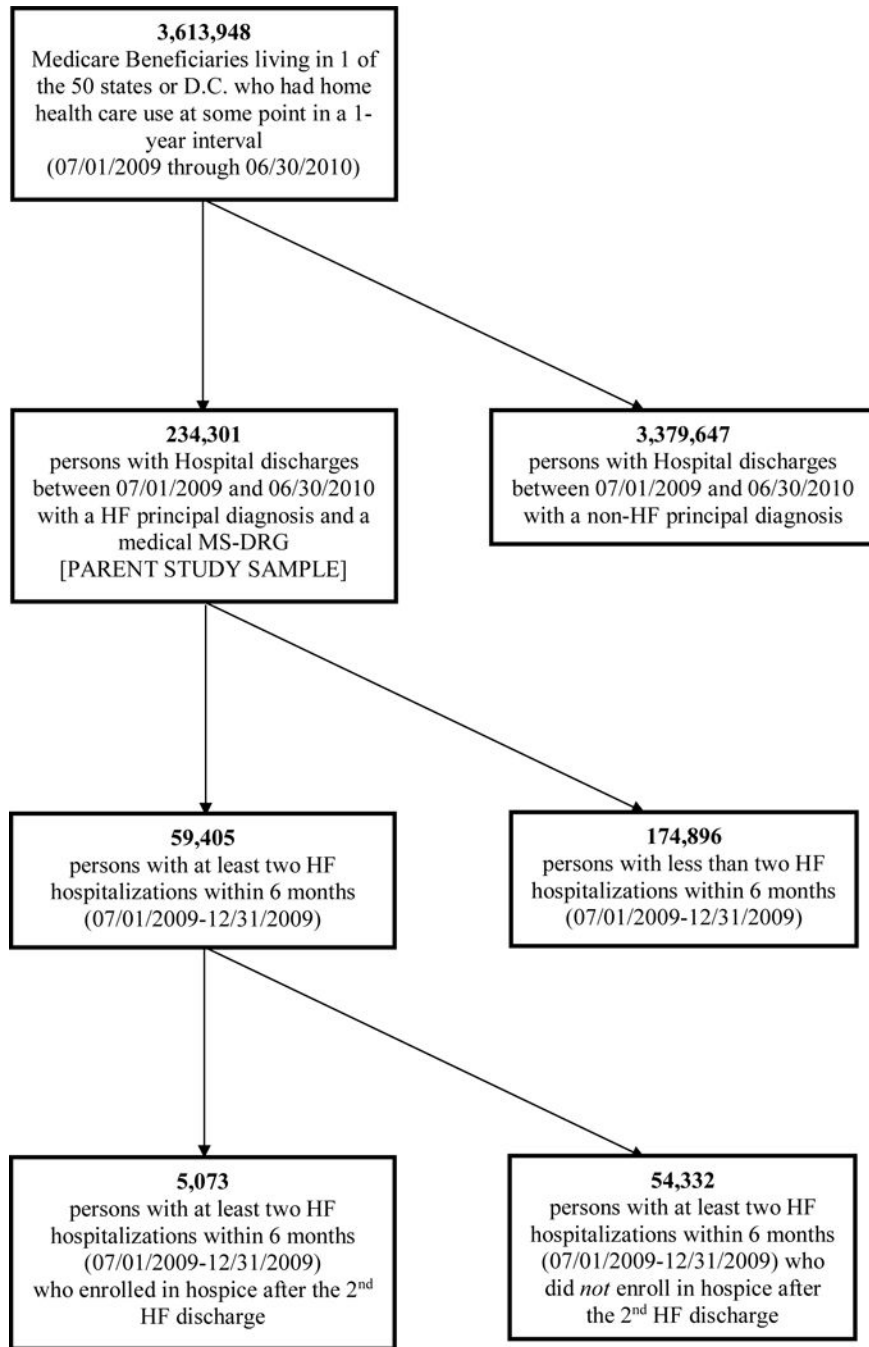 3,613,948
Medicare Beneficiaries living in 1 of
the 50 states or D.C. who had home
health care use at some point in a 1-
year interval
(07/01/2009 through 06/30/2010)
234,301
persons with Hospital discharges
between 07/01/2009 and 06/30/2010
with a HF principal diagnosis and a
medical MS-DRG
[PARENT STUDY SAMPLE]
3,379,647
persons with Hospital discharges
between 07/01/2009 and 06/30/2010
with a non-HF principal diagnosis
59,405
persons with at least two HF
hospitalizations within 6 months
(07/01/2009-12/31/2009)
174,896
persons with less than two HF
hospitalizations within 6 months
(07/01/2009-12/31/2009)
5,073
persons with at least two HF
hospitalizations within 6 months
(07/01/2009-12/31/2009)
who enrolled in hospice after the 2nd
HF discharge
54,332
persons with at least two HF
hospitalizations within 6 months
(07/01/2009-12/31/2009) who
did not enroll in hospice after
the 2nd HF discharge